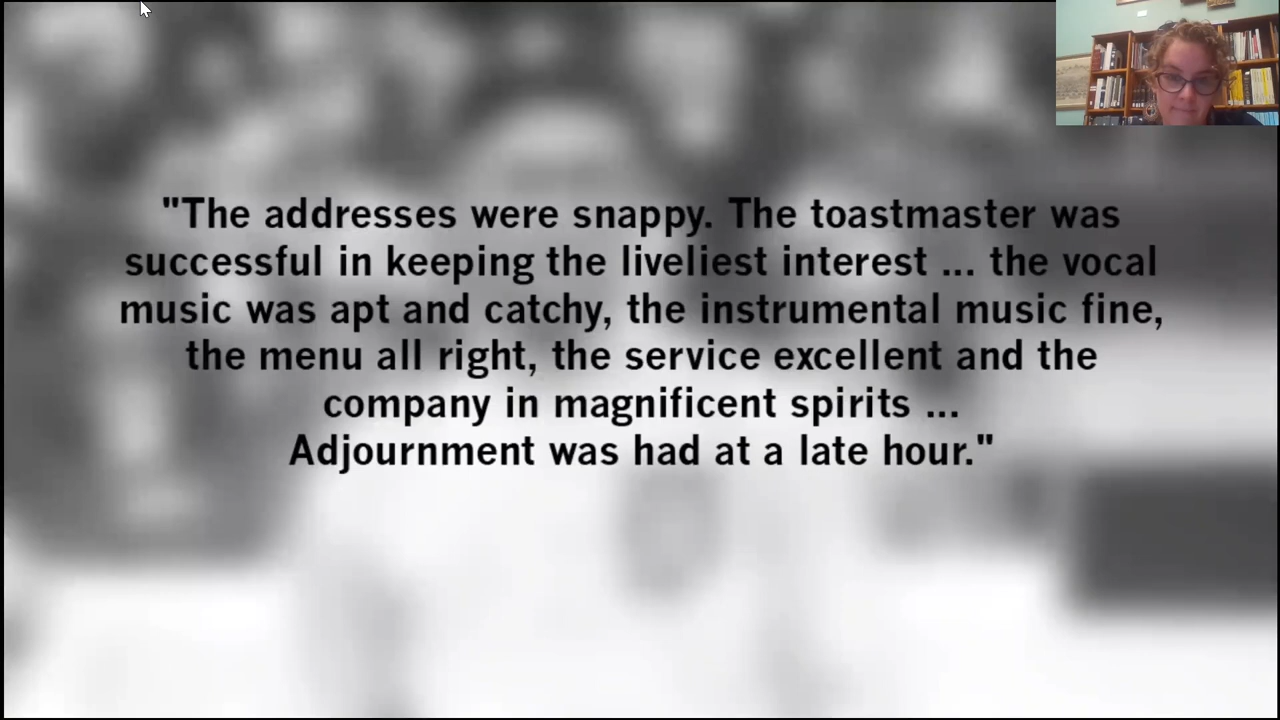 "The addresses were snappy. The toastmaster was
successful in keeping the liveliest interest ... the vocal
music was apt and catchy, the instrumental music fine,
the menu all right, the service excellent and the
company in magnificent spirits ...
Adjournment was had at a late hour."